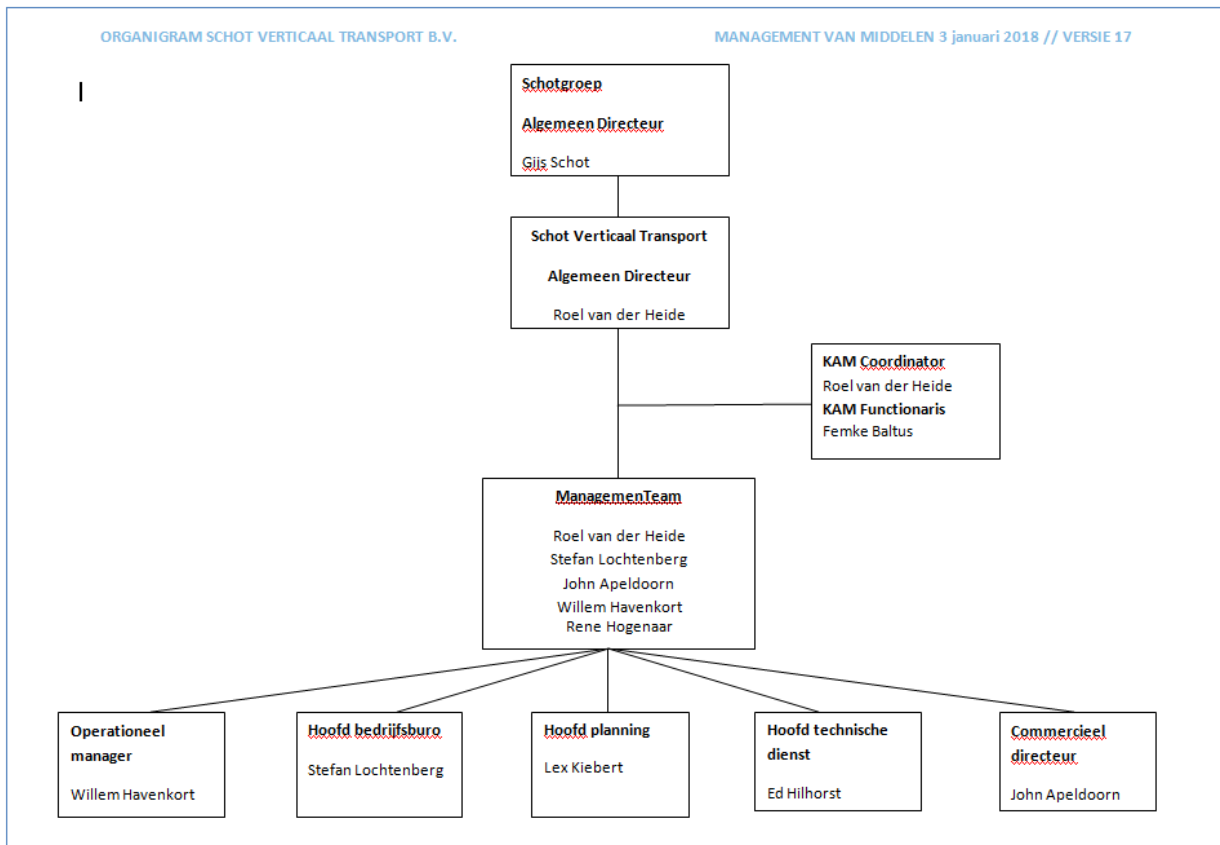 ORGANIGRAM SCHOT VERTICAAL TRANSPORT B.V.
MANAGEMENT VAN MIDDELEN 3 januari 2018 // VERSIE 17
Schotgroep
Algemeen Directeur
Gijs Schot
Schot Verticaal Transport
Algemeen Directeur
Roel van der Heide
KAM Coordinator
Roel van der Heide
KAM Functionaris
Femke Baltus
ManagemenTeam
Roel van der Heide
Stefan Lochtenberg
John Apeldoorn
Willem Havenkort
Rene Hogenaar
Operationeel
manager
Willem Havenkort
Hoofd bedrijfsburo
Stefan Lochtenberg
Hoofd planning
Lex Kiebert
Hoofd technische
dienst
Ed Hilhorst
Commercieel
directeur
John Apeldoorn